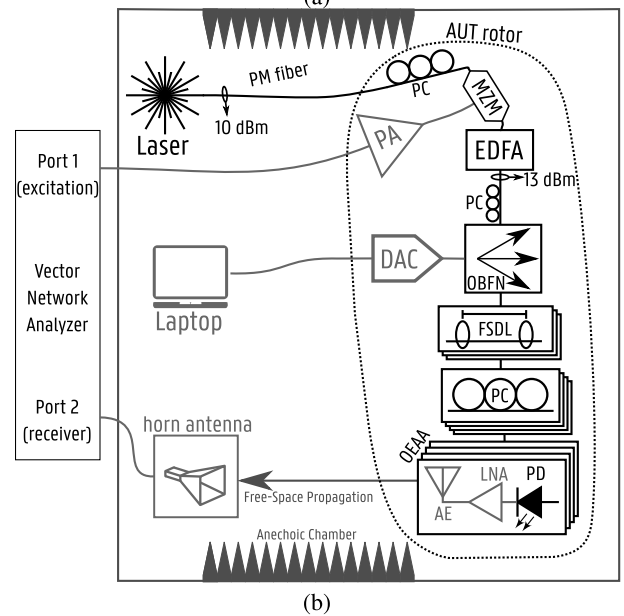 (a)
AUT rotor
PM fiber
PC
MZM
10 dBm
Laser
PA
EDFA
Port 1
(excitation)
13 dBm
PC
Vector
Network
Analyzer
Laptop
DAC
OBFN
FSDL
PC
Port 2
(receiver)
horn antenna
OEAA
LNA
PD
AE
Free-Space Propagation
Anechoic Chamber
(b)